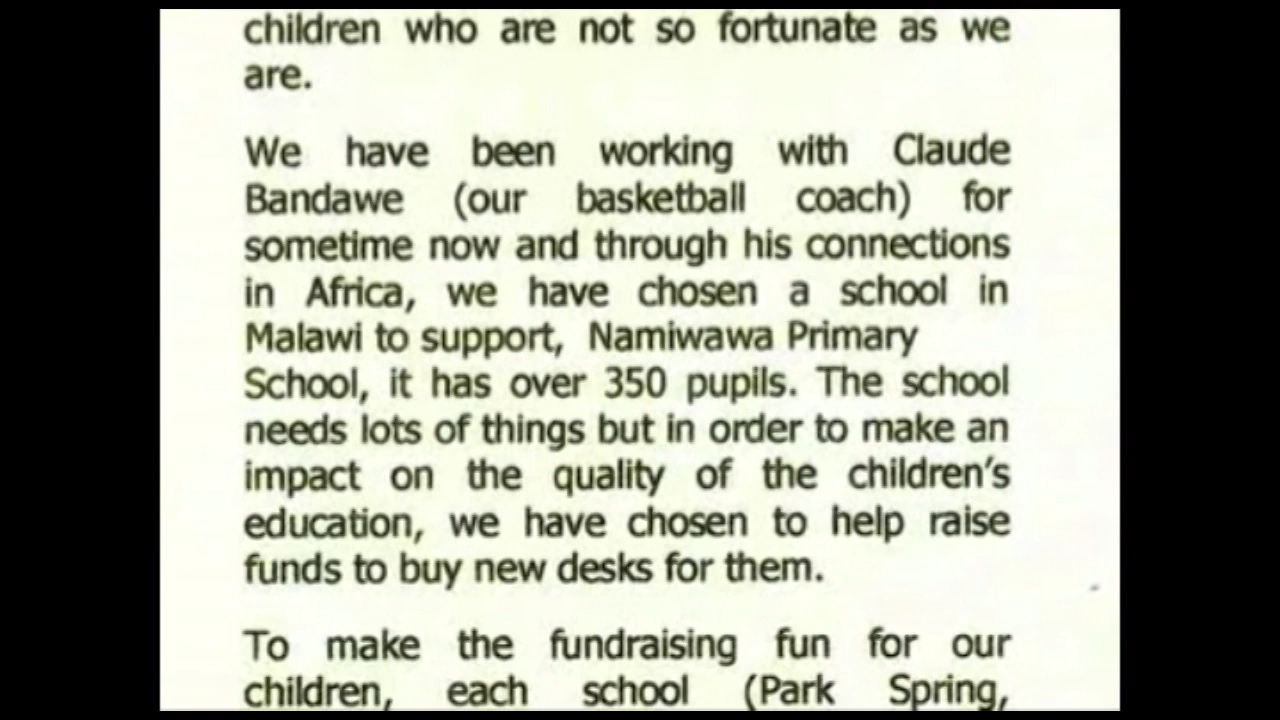 children who are not so fortunate as we
are.
We have been working with Claude
Bandawe (our basketball coach) for
sometime now and through his connections
in Africa, we have chosen a school in
Malawi to support, Namiwawa Primary
School, it has over 350 pupils. The school
needs lots of things but in order to make an
impact on the quality of the children's
education, we have chosen to help raise
funds to buy new desks for them.
To make the fundraising fun for our
children, each school (Park Spring,